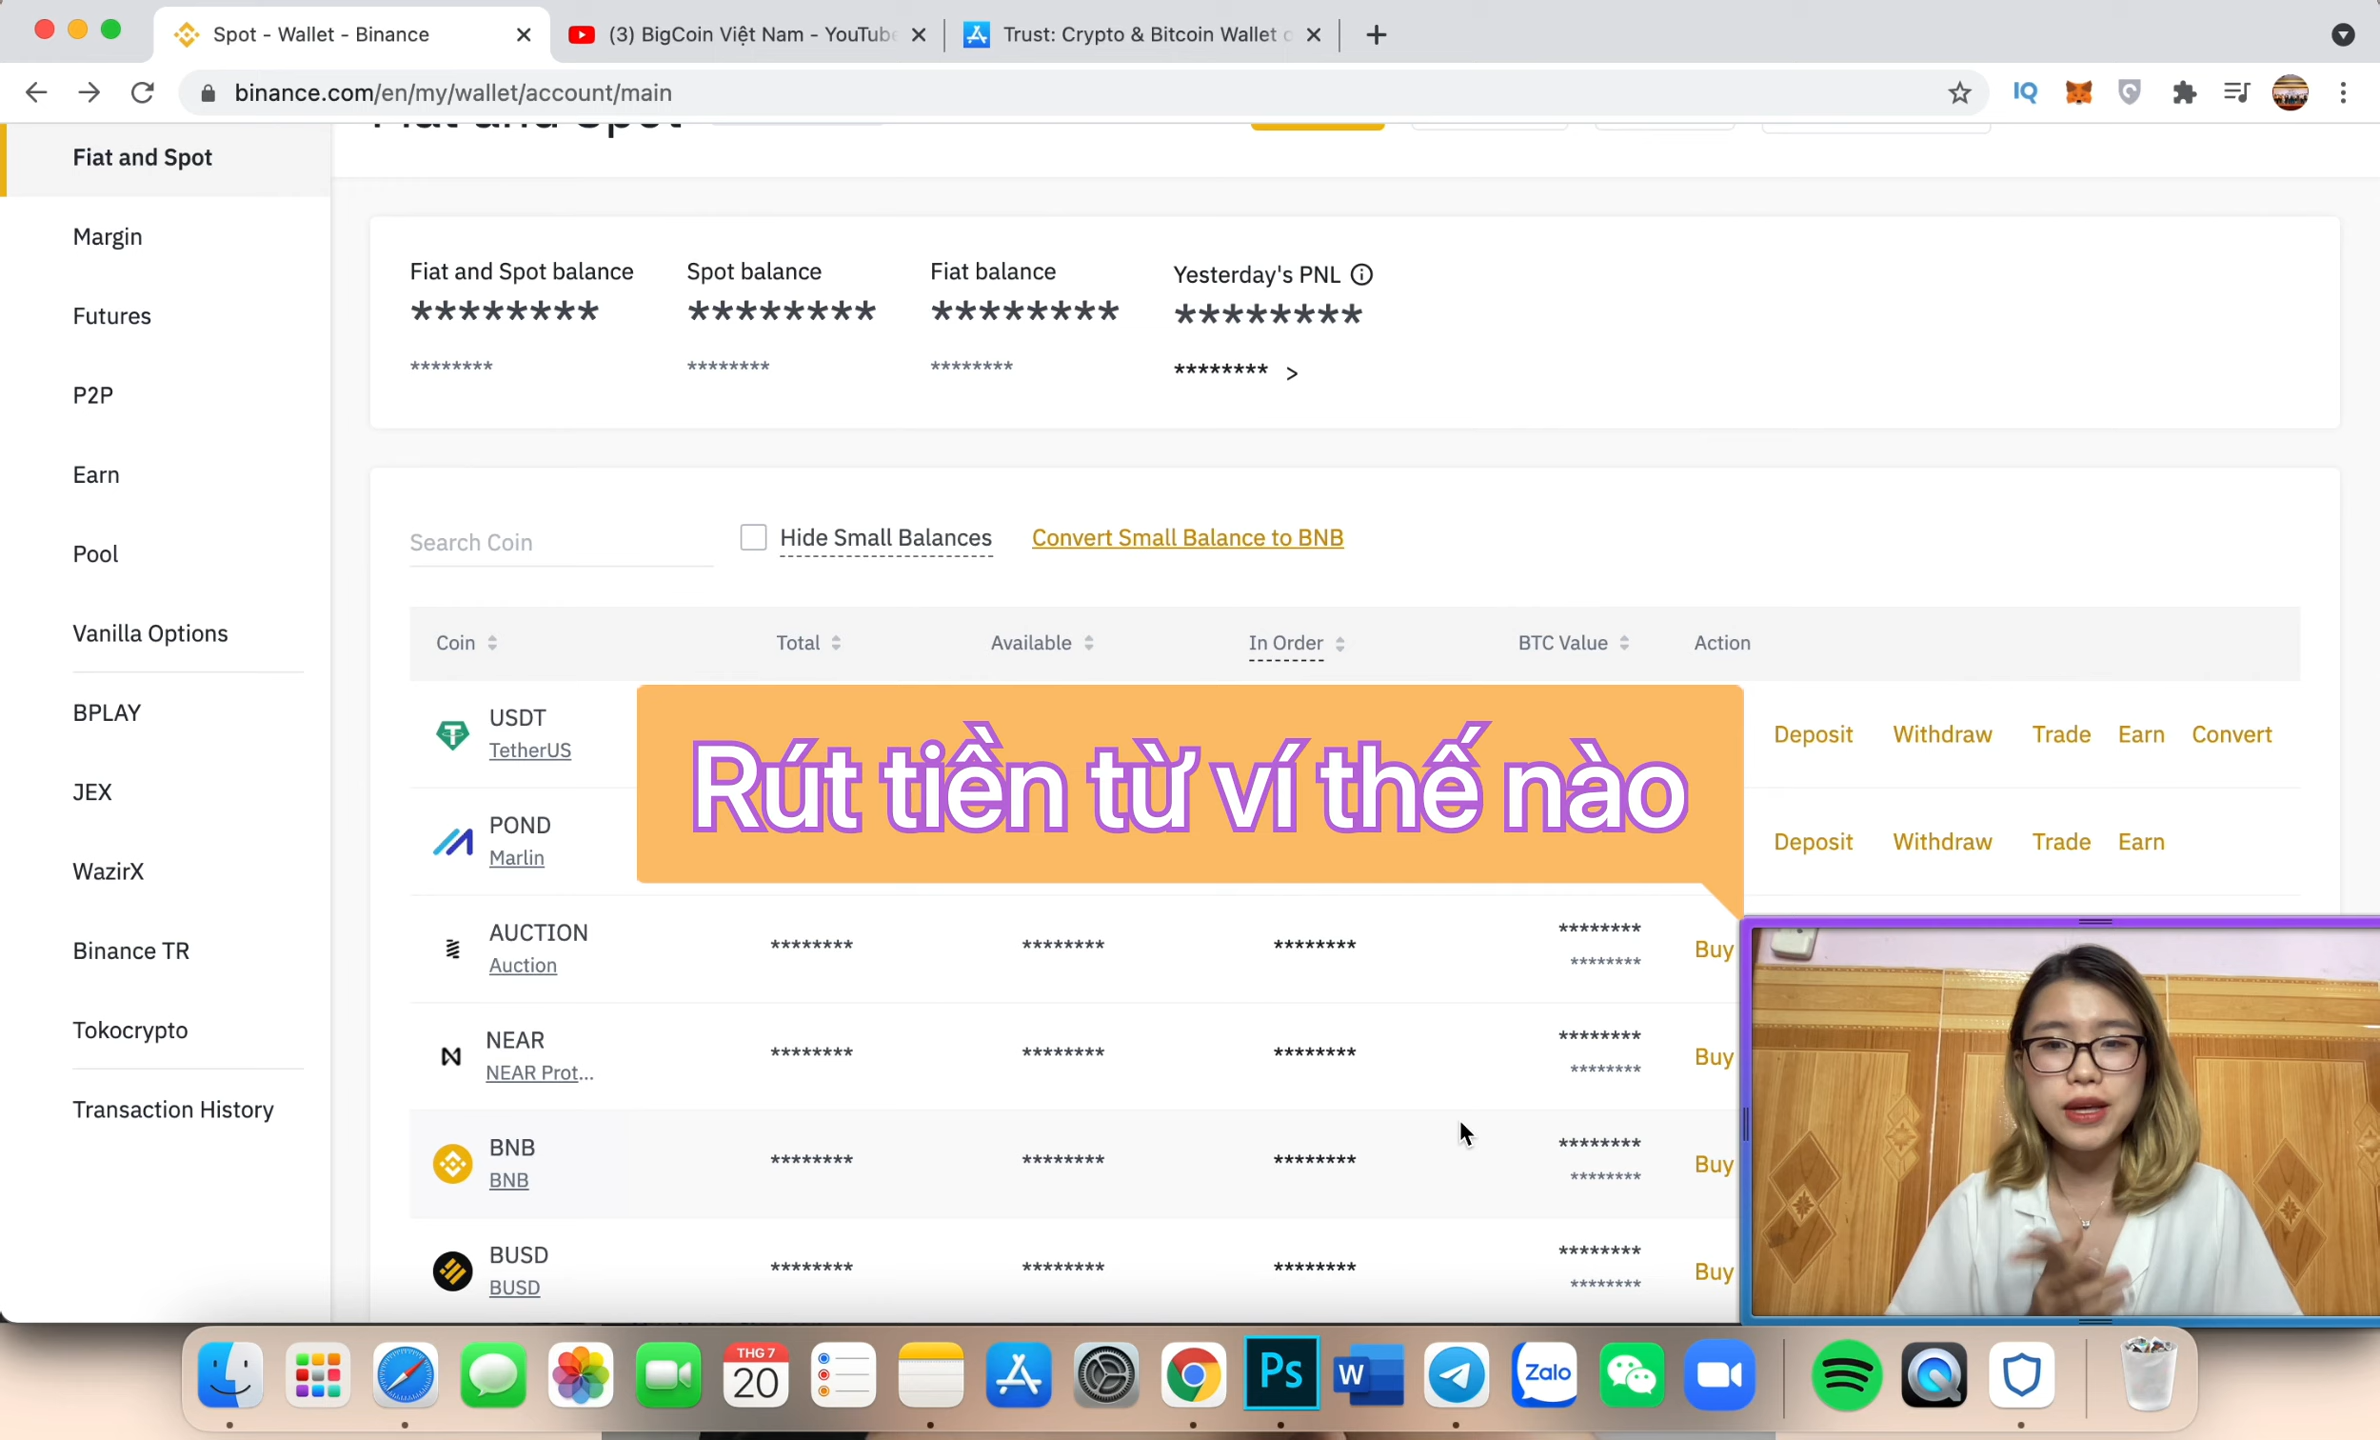 Spot - Wallet - Binance
(3) BigCoin Việt Nam - YouTube
Trust: Crypto & Bitcoin Wallet
binance.com/en/my/wallet/account/main
IQ
Fiat and Spot
Fiat and Spot
Margin
Futures
P2P
Earn
Pool
Vanilla Options
BPLAY
JEX
WazirX
Binance TR
Tokocrypto
Transaction History
Fiat and Spot balance
********
********
Spot balance
********
********
Fiat balance
********
********
Yesterday's PNL
********
******** >
Search Coin
Hide Small Balances
Convert Small Balance to BNB
Coin Total Available In Order BTC Value Action
USDT
TetherUS
Deposit Withdraw Trade Earn Convert
Rút tiền từ ví thế nào
POND
Marlin
Deposit Withdraw Trade Earn
AUCTION
Auction
******** ******** ******** ********
********
Buy
NEAR
NEAR Prot...
******** ******** ******** ********
********
Buy
BNB
BNB
******** ******** ******** ********
********
Buy
BUSD
BUSD
******** ******** ******** ********
********
Buy
THG 7
20
Ps
W
Zalo